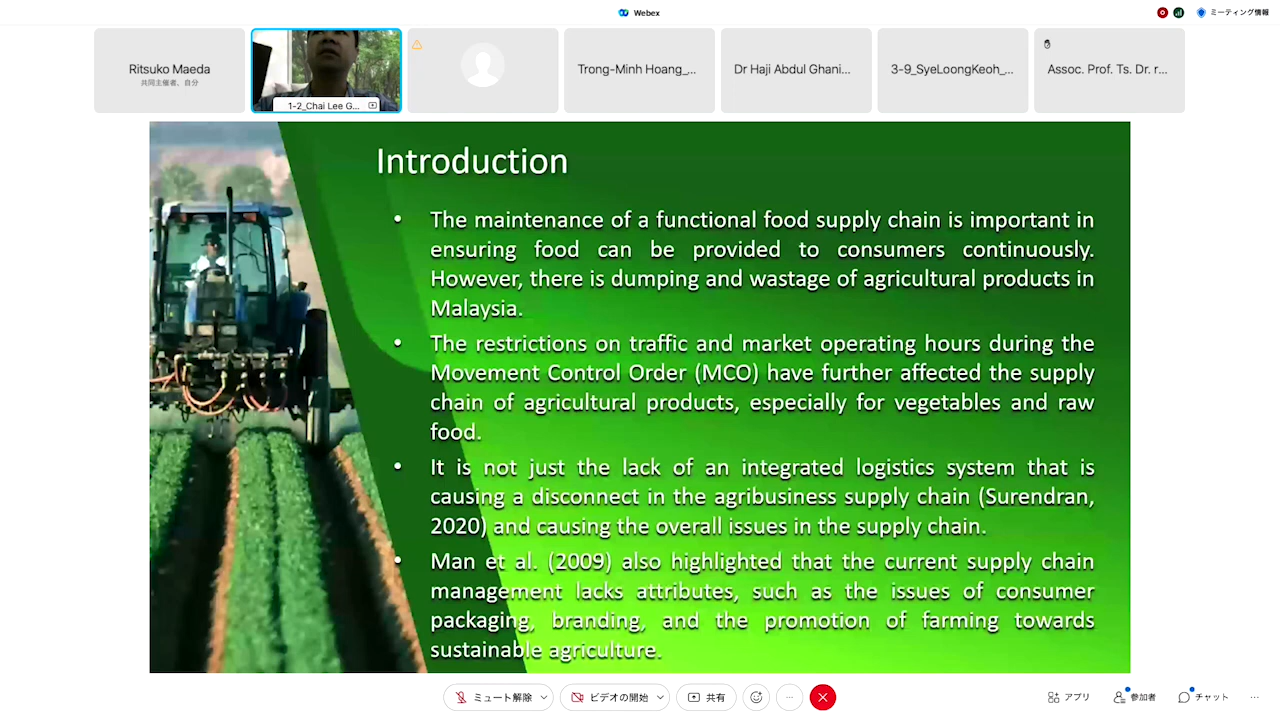 Webex
ミーティング情報
Ritsuko Maeda
共同主催者、自分
1-2_Chai Lee G...
Trong-Minh Hoang_...
Dr Haji Abdul Ghani...
3-9_SyeLoongKeoh_...
Assoc. Prof. Ts. Dr. r...
Introduction
• The maintenance of a functional food supply chain is important in
ensuring food can be provided to consumers continuously.
However, there is dumping and wastage of agricultural products in
Malaysia.
• The restrictions on traffic and market operating hours during the
Movement Control Order (MCO) have further affected the supply
chain of agricultural products, especially for vegetables and raw
food.
• It is not just the lack of an integrated logistics system that is
causing a disconnect in the agribusiness supply chain (Surendran,
2020) and causing the overall issues in the supply chain.
• Man et al. (2009) also highlighted that the current supply chain
management lacks attributes, such as the issues of consumer
packaging, branding, and the promotion of farming towards
sustainable agriculture.
ミュート解除
ビデオの開始
共有
アプリ
参加者
チャット